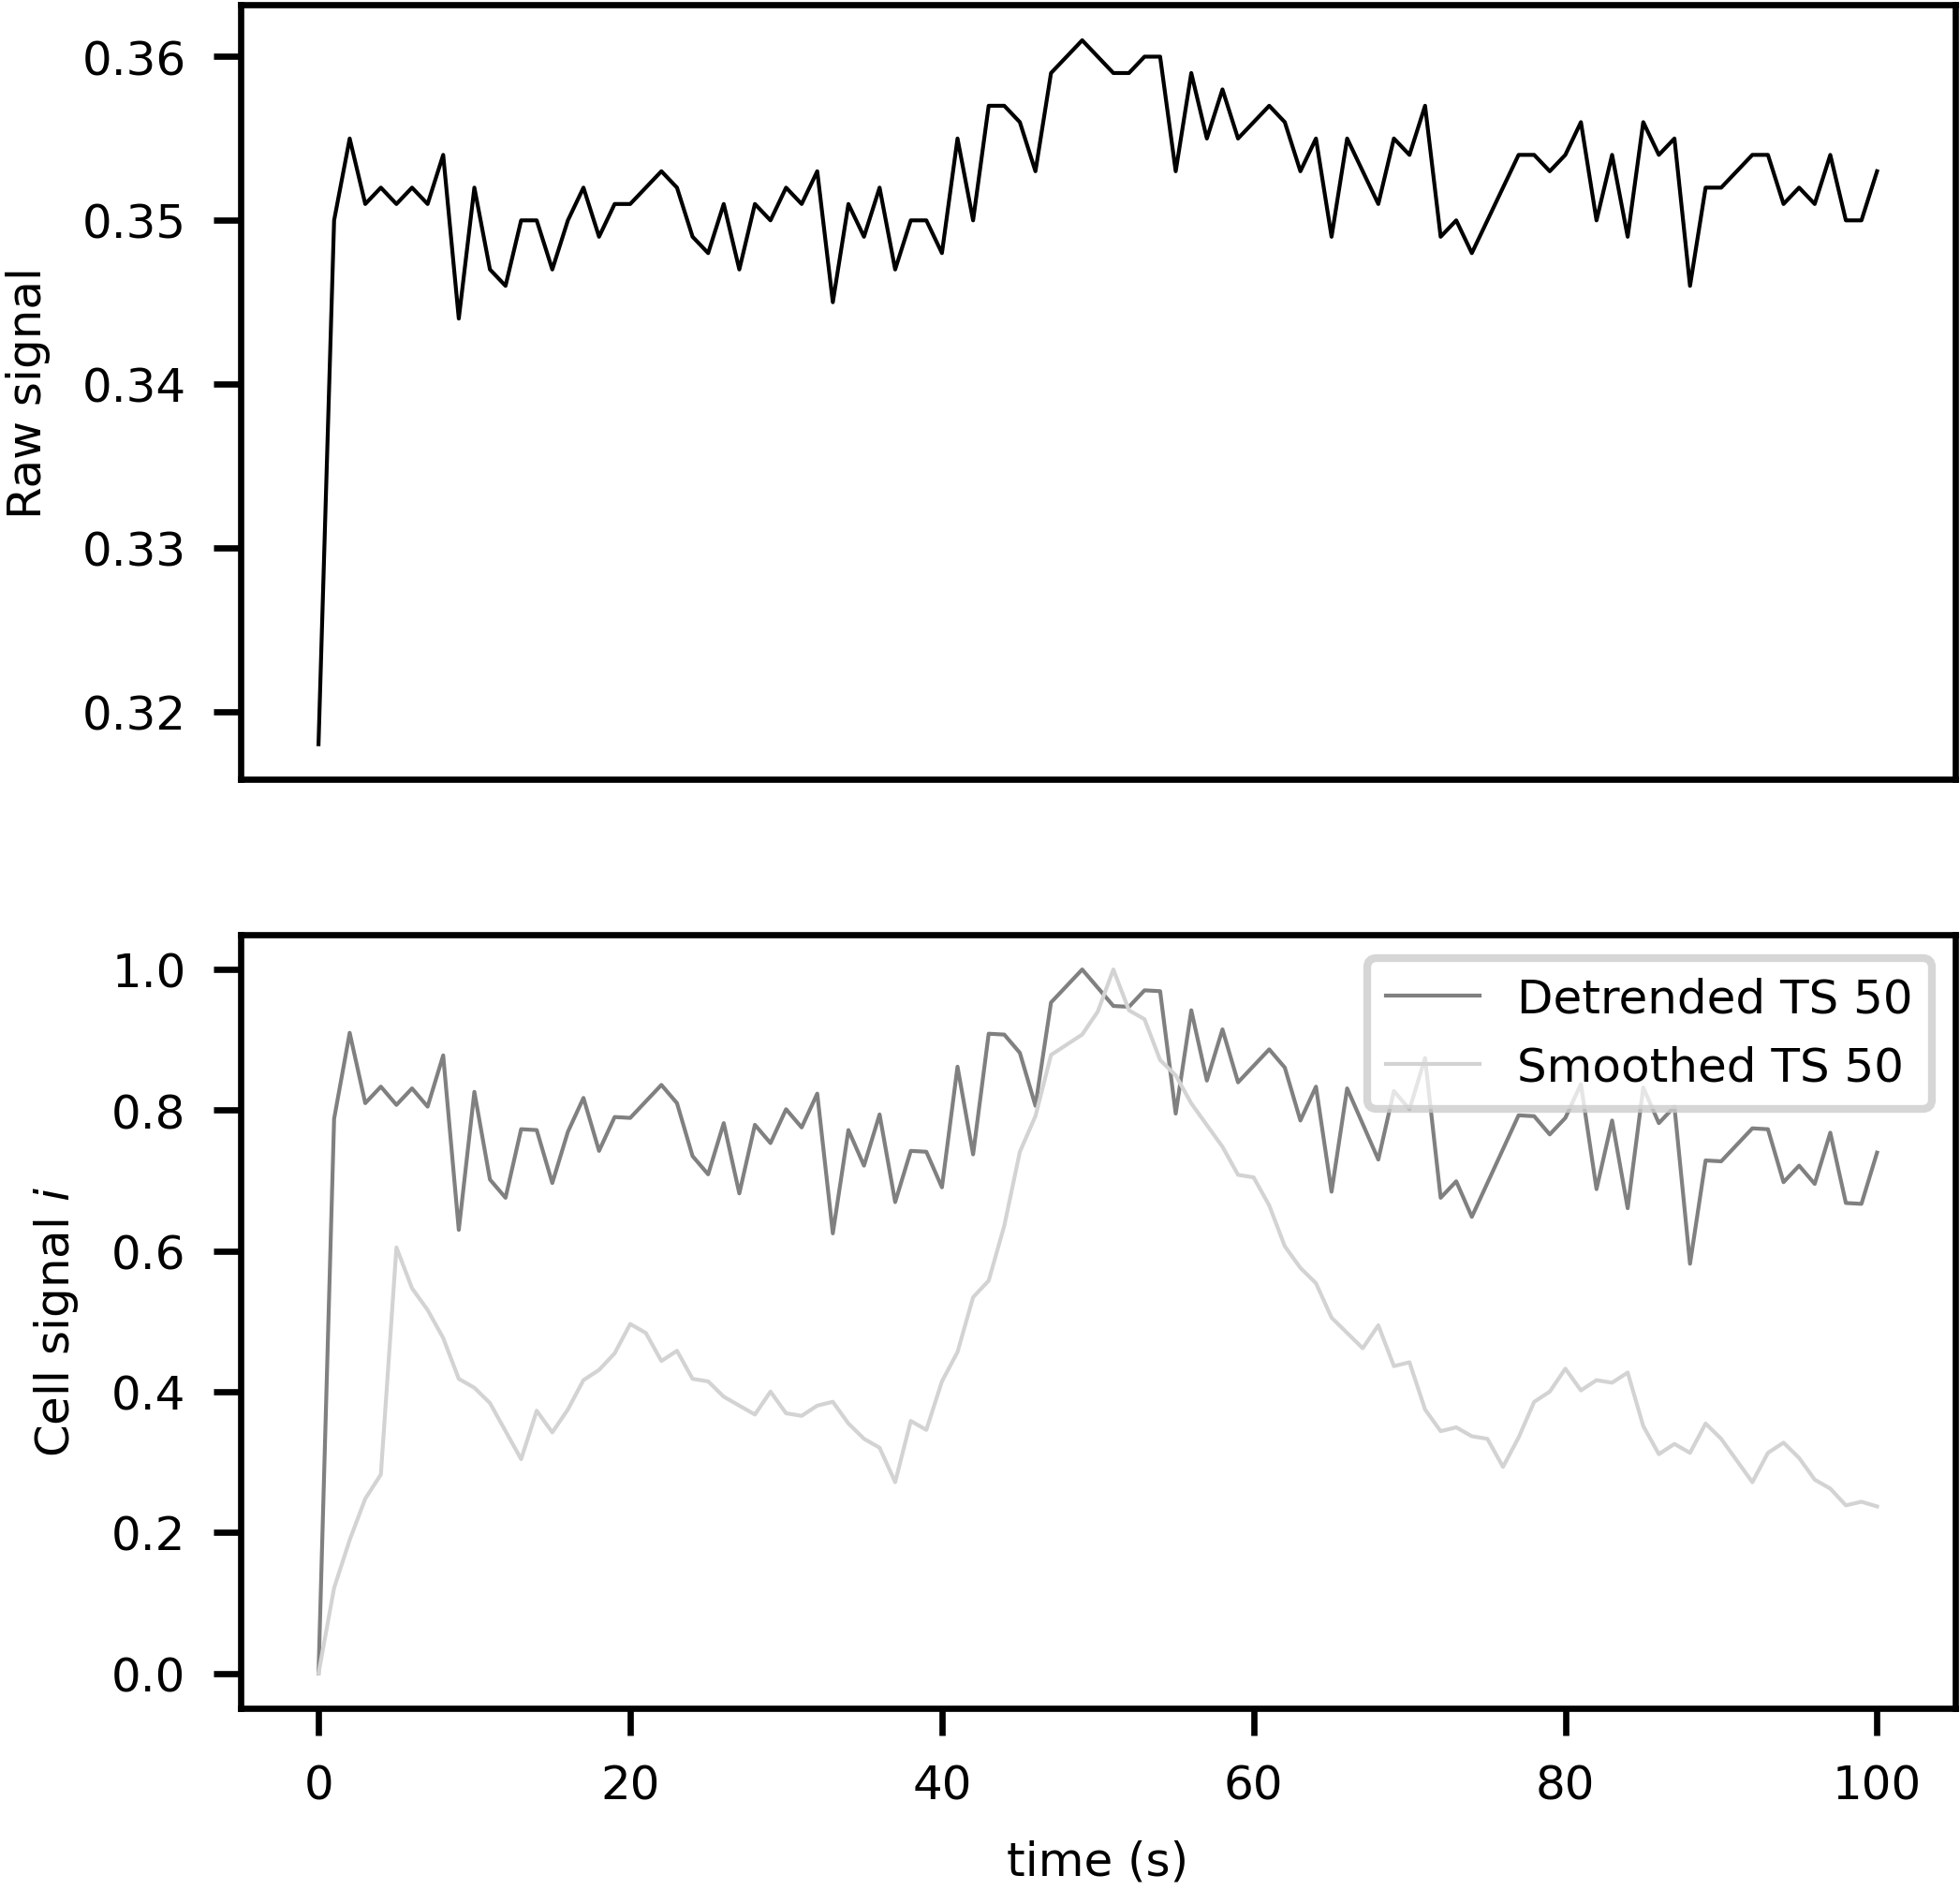 Raw signal
0.36
0.35
0.34
0.33
0.32
Cell signal i
1.0
0.8
0.6
0.4
0.2
0.0
Detrended TS 50
Smoothed TS 50
0 20 40 60 80 100
time (s)